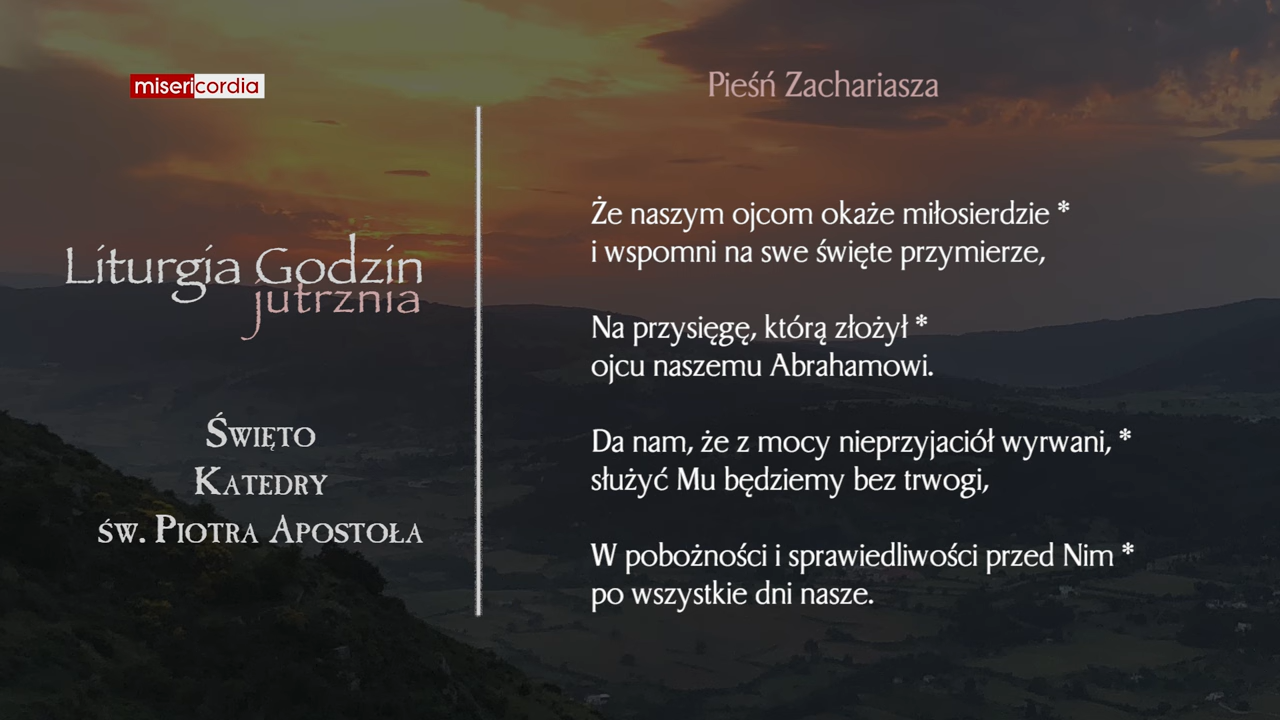 misericordia
Liturgia Godzin
jutrznia
Święto
Katedry
św. Piotra Apostoła
Pieśń Zachariasza
Że naszym ojcom okaże miłosierdzie *
i wspomni na swe święte przymierze,
Na przysięgę, którą złożył *
ojcu naszemu Abrahamowi.
Da nam, że z mocy nieprzyjaciół wyrwani, *
służyć Mu będziemy bez trwogi,
W pobożności i sprawiedliwości przed Nim *
po wszystkie dni nasze.